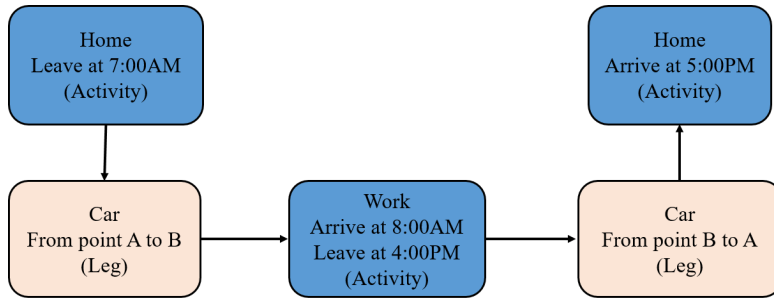 Home
Leave at 7:00AM
(Activity)
Car
From point A to B
(Leg)
Work
Arrive at 8:00AM
Leave at 4:00PM
(Activity)
Car
From point B to A
(Leg)
Home
Arrive at 5:00PM
(Activity)